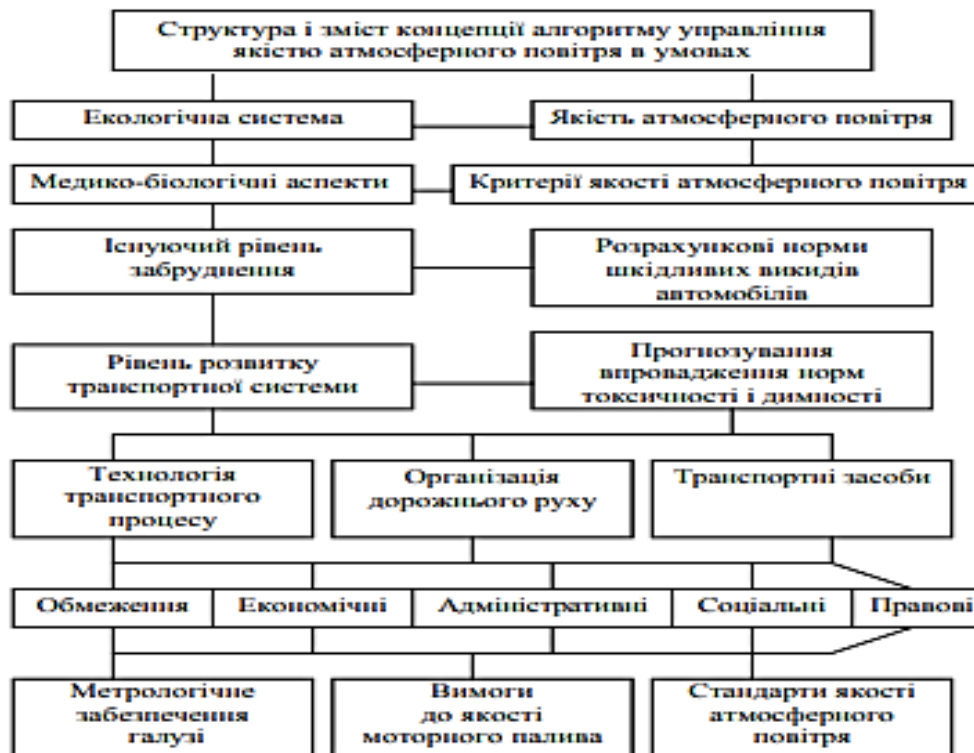 Структура і зміст концепції алгоритму управління
якістю атмосферного повітря в умовах
Екологічна система
Якість атмосферного повітря
Медико-біологічні аспекти
Критерії якості атмосферного повітря
Існуючий рівень
забруднення
Розрахункові норми
шкідливих викидів
автомобілів
Рівень розвитку
транспортної системи
Прогнозування
впровадження норм
токсичності і димності
Технологія
транспортного
процесу
Організація
дорожнього руху
Транспортні засоби
Обмеження
Економічні
Адміністративні
Соціальні
Правові
Метрологічне
забезпечення
галузі
Вимоги
до якості
моторного палива
Стандарти якості
атмосферного
повітря